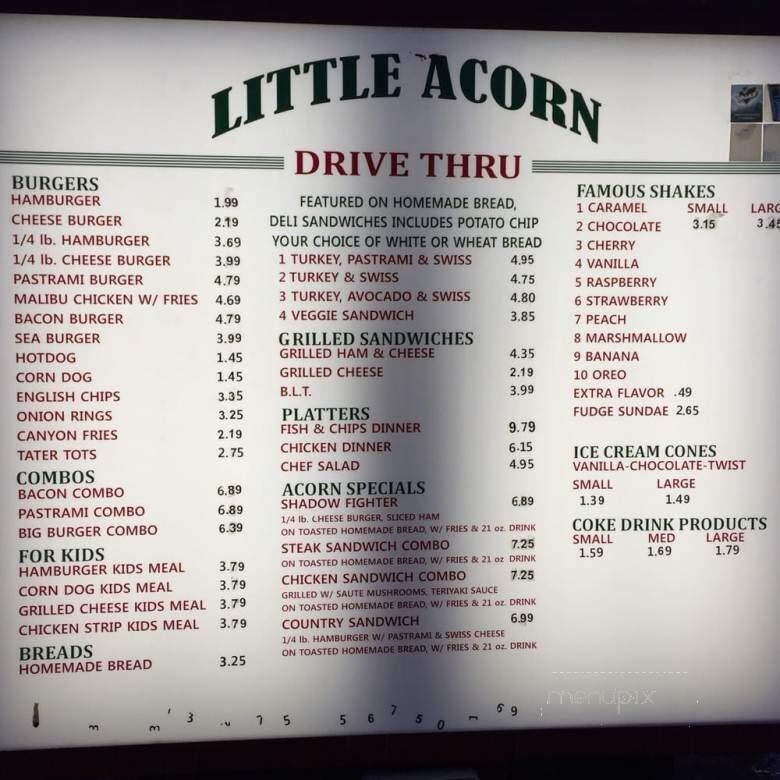 LITTLE ACORN
DRIVE THRU
BURGERS
HAMBURGER 1.99
CHEESE BURGER 2.19
1/4 lb. HAMBURGER 3.69
1/4 lb. CHEESE BURGER 3.99
PASTRAMI BURGER 4.79
MALIBU CHICKEN W/ FRIES 4.69
BACON BURGER 4.79
SEA BURGER 3.99
HOTDOG 1.45
CORN DOG 1.45
ENGLISH CHIPS 3.35
ONION RINGS 3.25
CANYON FRIES 2.19
TATER TOTS 2.75
COMBOS
BACON COMBO 6.89
PASTRAMI COMBO 6.89
BIG BURGER COMBO 6.39
FOR KIDS
HAMBURGER KIDS MEAL 3.79
CORN DOG KIDS MEAL 3.79
GRILLED CHEESE KIDS MEAL 3.79
CHICKEN STRIP KIDS MEAL 3.79
BREADS
HOMEMADE BREAD 3.25
FEATURED ON HOMEMADE BREAD,
DELI SANDWICHES INCLUDES POTATO CHIP
YOUR CHOICE OF WHITE OR WHEAT BREAD
1 TURKEY, PASTRAMI & SWISS 4.95
2 TURKEY & SWISS 4.75
3 TURKEY, AVOCADO & SWISS 4.80
4 VEGGIE SANDWICH 3.85
GRILLED SANDWICHES
GRILLED HAM & CHEESE 4.35
GRILLED CHEESE 2.19
B.L.T. 3.99
PLATTERS
FISH & CHIPS DINNER 9.79
CHICKEN DINNER 6.15
CHEF SALAD 4.95
ACORN SPECIALS
SHADOW FIGHTER 6.89
1/4 lb. CHEESE BURGER, SLICED HAM
ON TOASTED HOMEMADE BREAD, W/ FRIES & 21 oz. DRINK
STEAK SANDWICH COMBO 7.25
ON TOASTED HOMEMADE BREAD, W/ FRIES & 21 oz. DRINK
CHICKEN SANDWICH COMBO 7.25
GRILLED W/ SAUTE MUSHROOMS, TERIYAKI SAUCE
ON TOASTED HOMEMADE BREAD, W/ FRIES & 21 oz. DRINK
COUNTRY SANDWICH 6.99
1/4 lb. HAMBURGER W/ PASTRAMI & SWISS CHEESE
ON TOASTED HOMEMADE BREAD, W/ FRIES & 21 oz. DRINK
FAMOUS SHAKES
1 CARAMEL SMALL LARG
2 CHOCOLATE 3.15 3.45
3 CHERRY
4 VANILLA
5 RASPBERRY
6 STRAWBERRY
7 PEACH
8 MARSHMALLOW
9 BANANA
10 OREO
EXTRA FLAVOR .49
FUDGE SUNDAE 2.65
ICE CREAM CONES
VANILLA-CHOCOLATE-TWIST
SMALL LARGE
1.39 1.49
COKE DRINK PRODUCTS
SMALL MED LARGE
1.59 1.69 1.79
menupix
3 7 5 5 6 7 5 0 6 9